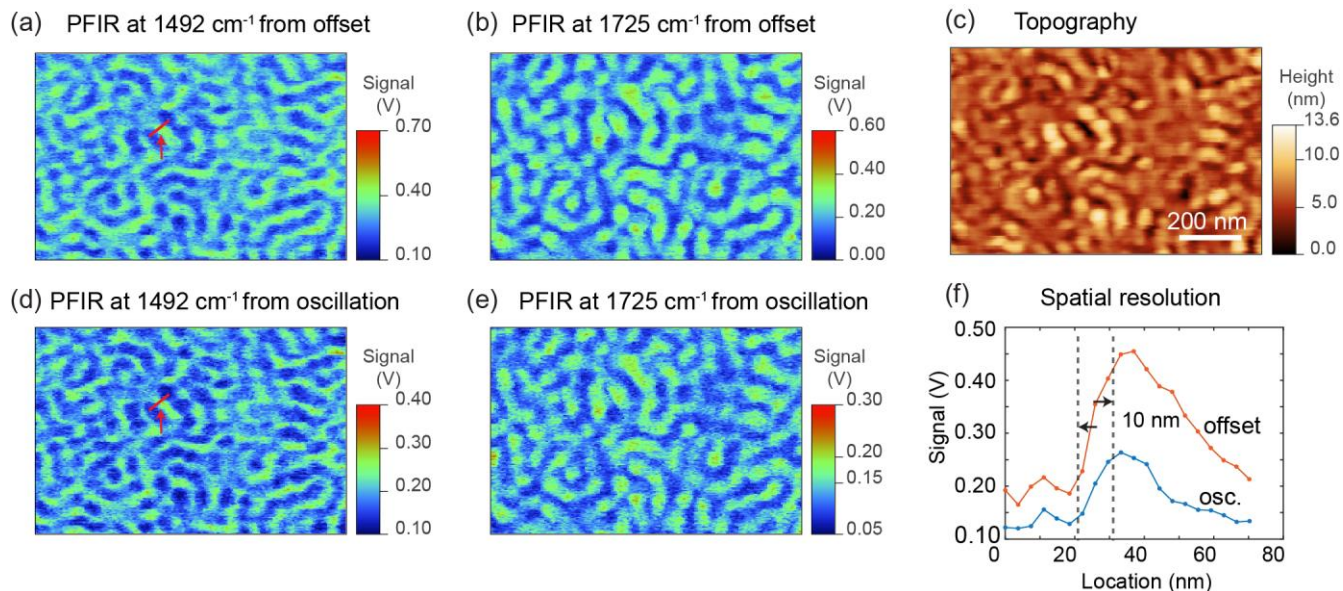 (a) PFIR at 1492 cm⁻¹ from offset
Signal
(V)
0.70
0.40
0.10
(b) PFIR at 1725 cm⁻¹ from offset
Signal
(V)
0.60
0.40
0.20
0.00
(c) Topography
Height
(nm)
13.6
10.0
5.0
0.0
200 nm
(d) PFIR at 1492 cm⁻¹ from oscillation
Signal
(V)
0.40
0.30
0.20
0.10
(e) PFIR at 1725 cm⁻¹ from oscillation
Signal
(V)
0.30
0.15
0.05
(f) Spatial resolution
0.50
0.40
0.30
0.20
0.10
Signal (V)
10 nm
offset
osc.
0 20 40 60 80
Location (nm)